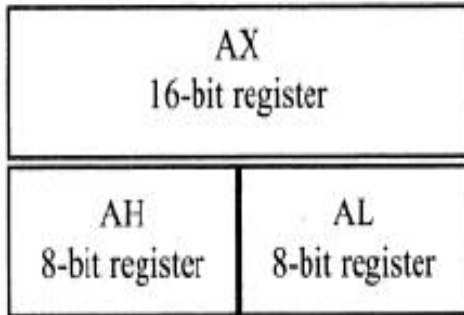 AX
16-bit register
AH
8-bit register
AL
8-bit register